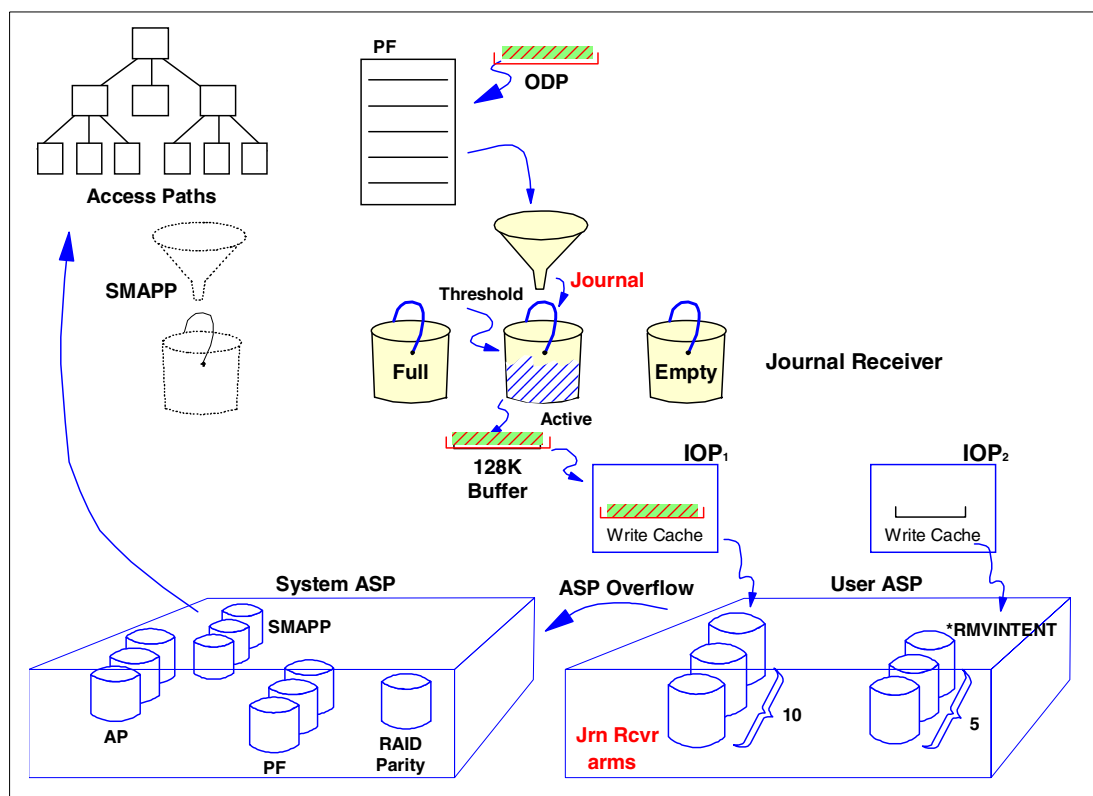 PF
ODP
Access Paths
SMAPP
Journal
Threshold
Full
Empty
Journal Receiver
Active
128K
Buffer
IOP₁
Write Cache
IOP₂
Write Cache
System ASP
ASP Overflow
User ASP
SMAPP
*RMVINTENT
AP
PF
RAID
Parity
Jrn Rcvr
arms
10
5